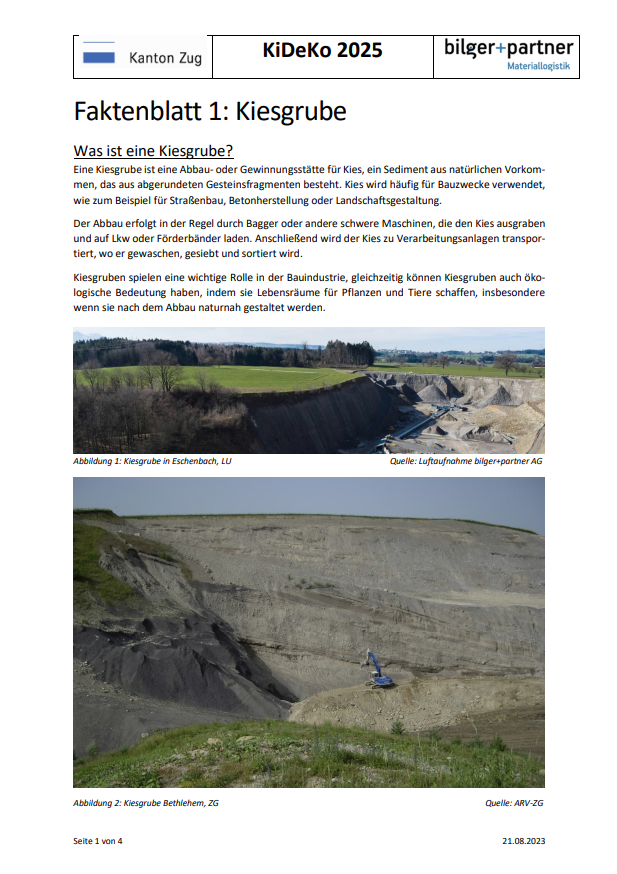 Kanton Zug
KiDeKo 2025
bilger+partner
Materiallogistik
Faktenblatt 1: Kiesgrube
Was ist eine Kiesgrube?
Eine Kiesgrube ist eine Abbau- oder Gewinnungsstätte für Kies, ein Sediment aus natürlichen Vorkom-
men, das aus abgerundeten Gesteinsfragmenten besteht. Kies wird häufig für Bauzwecke verwendet,
wie zum Beispiel für Straßenbau, Betonherstellung oder Landschaftsgestaltung.
Der Abbau erfolgt in der Regel durch Bagger oder andere schwere Maschinen, die den Kies ausgraben
und auf Lkw oder Förderbänder laden. Anschließend wird der Kies zu Verarbeitungsanlagen transpor-
tiert, wo er gewaschen, gesiebt und sortiert wird.
Kiesgruben spielen eine wichtige Rolle in der Bauindustrie, gleichzeitig können Kiesgruben auch öko-
logische Bedeutung haben, indem sie Lebensräume für Pflanzen und Tiere schaffen, insbesondere
wenn sie nach dem Abbau naturnah gestaltet werden.
Abbildung 1: Kiesgrube in Eschenbach, LU
Quelle: Luftaufnahme bilger+partner AG
Abbildung 2: Kiesgrube Bethlehem, ZG
Quelle: ARV-ZG
Seite 1 von 4
21.08.2023